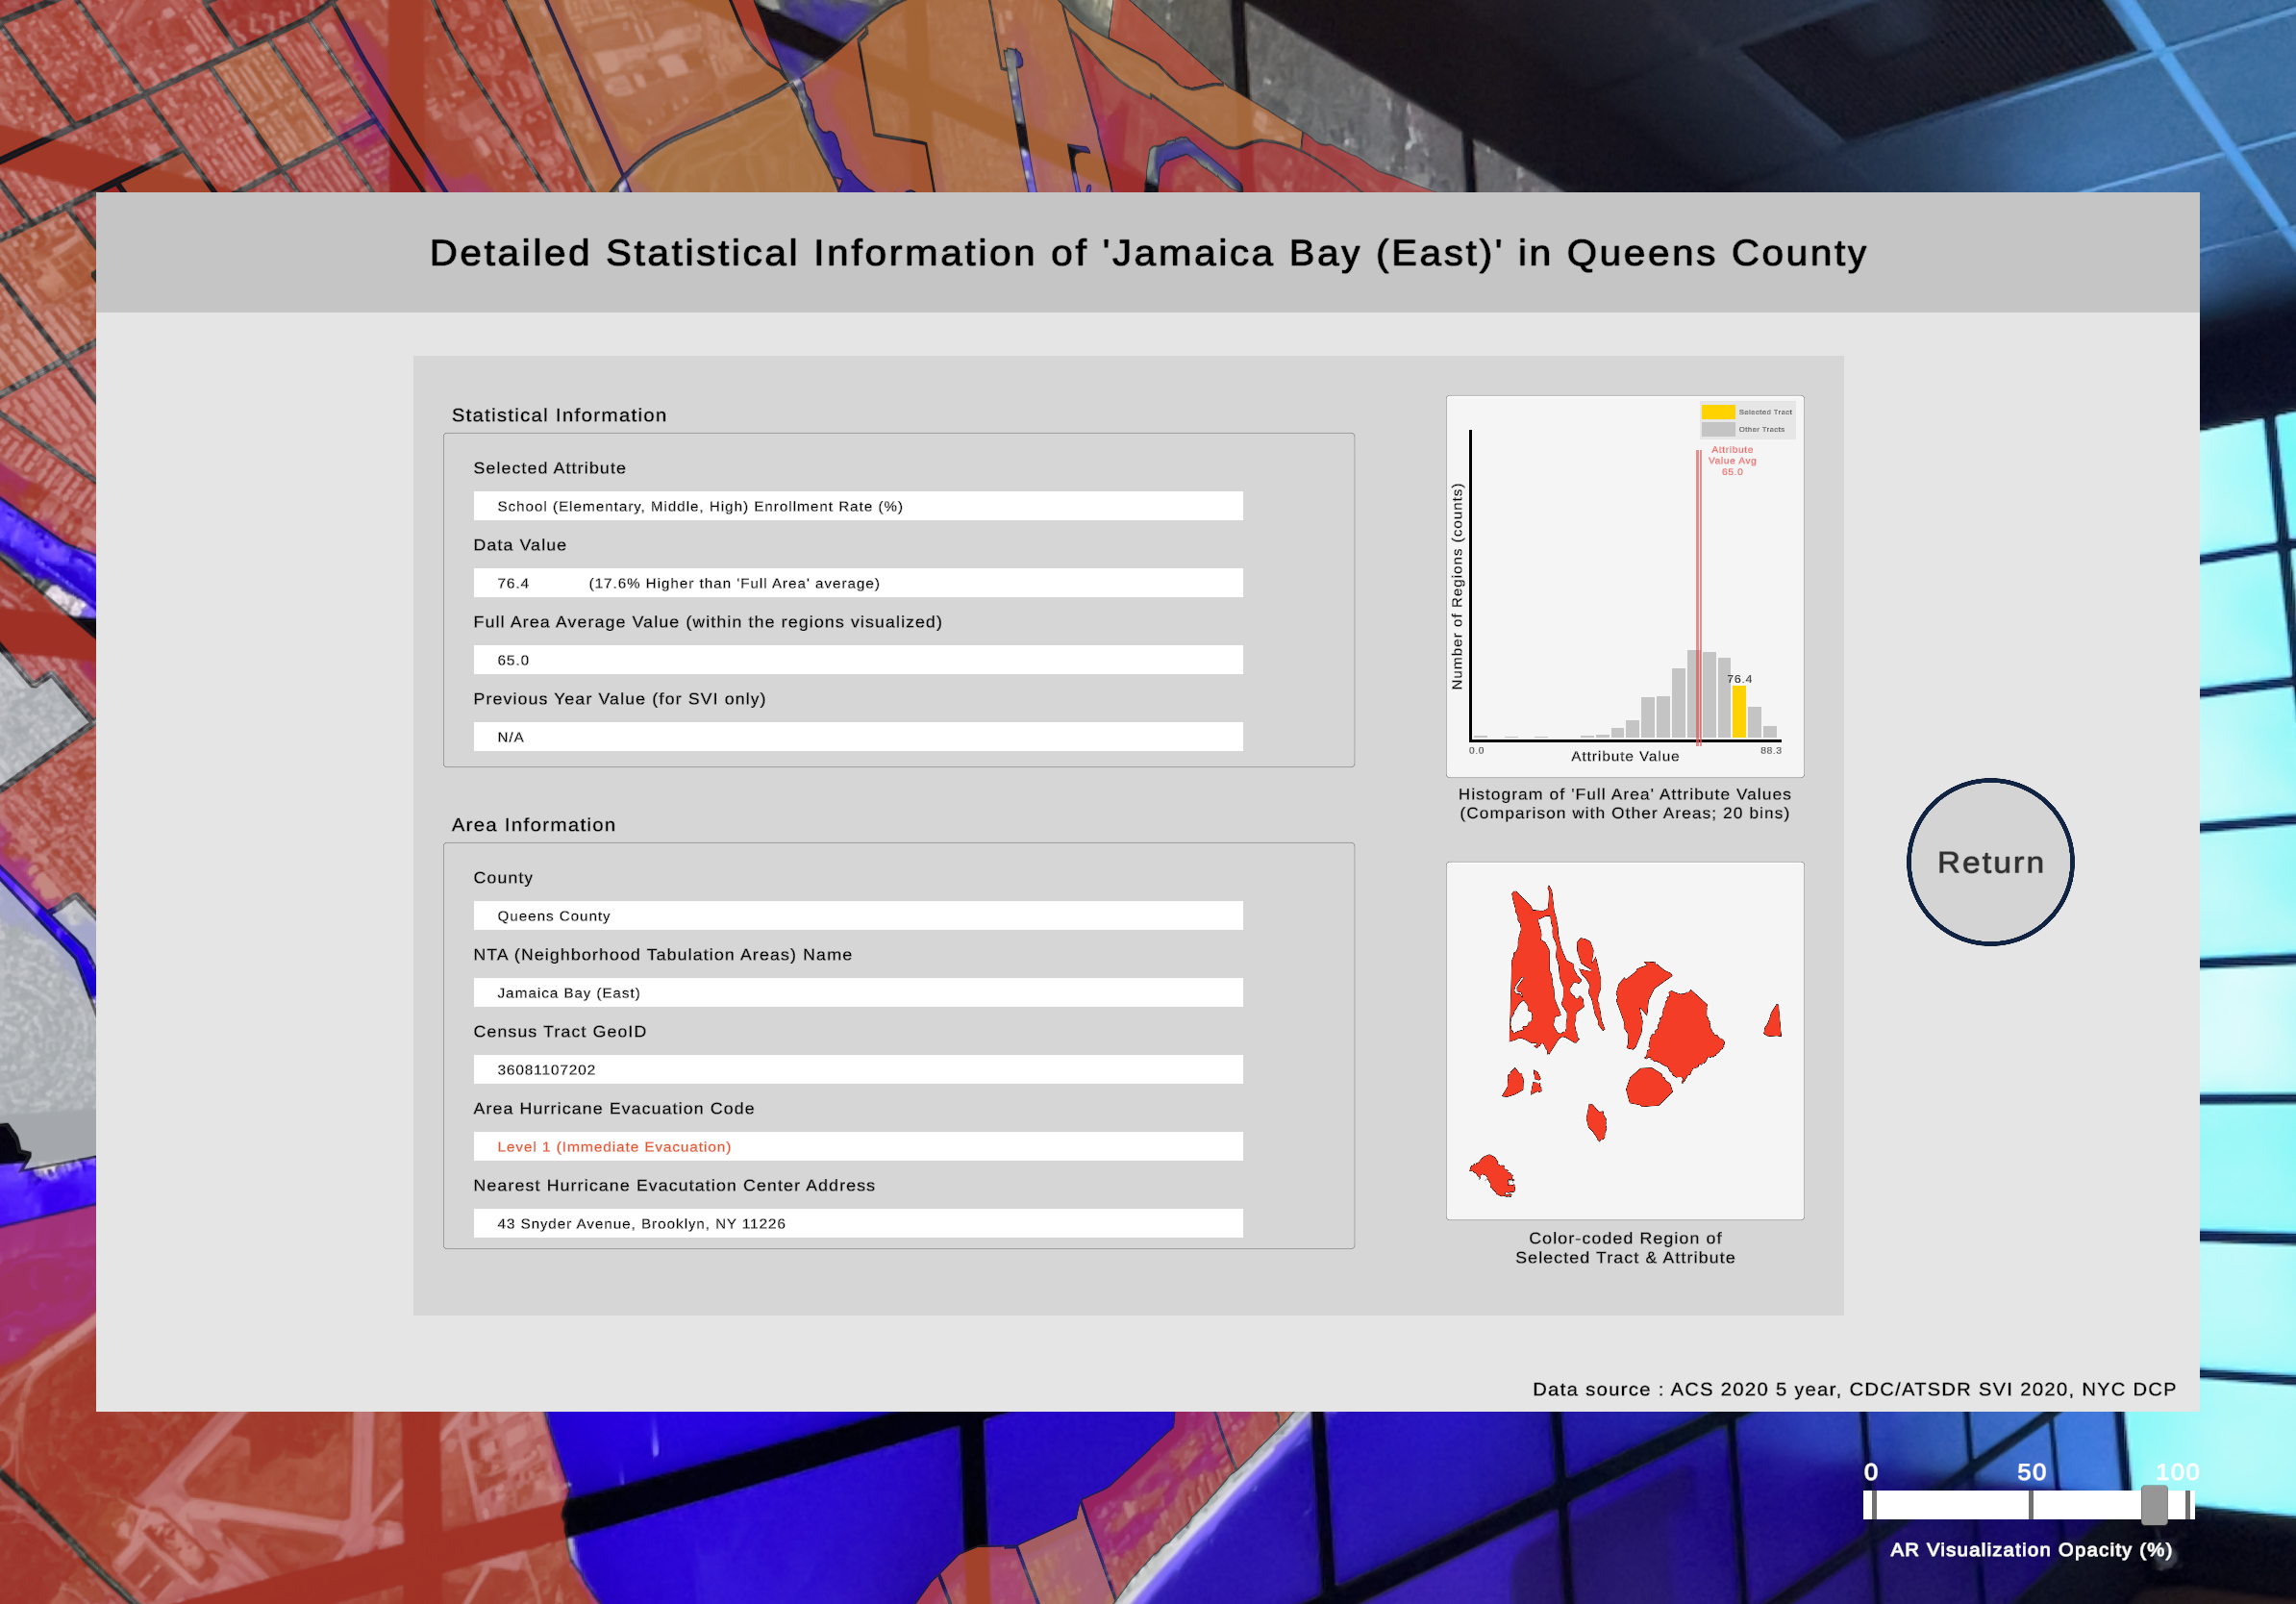 Detailed Statistical Information of 'Jamaica Bay (East)' in Queens County
Statistical Information
Selected Attribute
School (Elementary, Middle, High) Enrollment Rate (%)
Data Value
76.4 (17.6% Higher than 'Full Area' average)
Full Area Average Value (within the regions visualized)
65.0
Previous Year Value (for SVI only)
N/A
Area Information
County
Queens County
NTA (Neighborhood Tabulation Areas) Name
Jamaica Bay (East)
Census Tract GeoID
36081107202
Area Hurricane Evacuation Code
Level 1 (Immediate Evacuation)
Nearest Hurricane Evacutation Center Address
43 Snyder Avenue, Brooklyn, NY 11226
Selected Tract
Other Tracts
Attribute
Value Avg
65.0
Number of Regions (counts)
76.4
0.0
88.3
Attribute Value
Histogram of 'Full Area' Attribute Values
(Comparison with Other Areas; 20 bins)
Color-coded Region of
Selected Tract & Attribute
Return
Data source : ACS 2020 5 year, CDC/ATSDR SVI 2020, NYC DCP
0 50 100
AR Visualization Opacity (%)